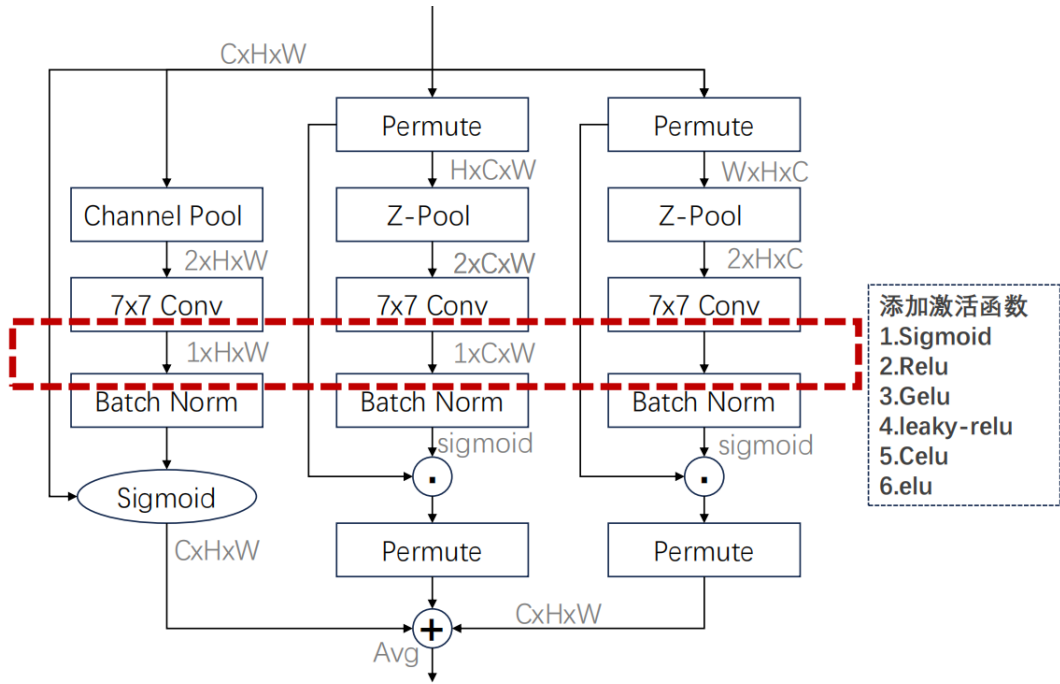 CxHxW
Permute
Permute
HxCxW
WxHxC
Channel Pool
Z-Pool
Z-Pool
2xHxW
2xCxW
2xHxC
7x7 Conv
7x7 Conv
7x7 Conv
1xHxW
1xCxW
Batch Norm
Batch Norm
Batch Norm
sigmoid
sigmoid
Sigmoid
CxHxW
Permute
Permute
CxHxW
Avg
添加激活函数
1.Sigmoid
2.Relu
3.Gelu
4.leaky-relu
5.Celu
6.elu